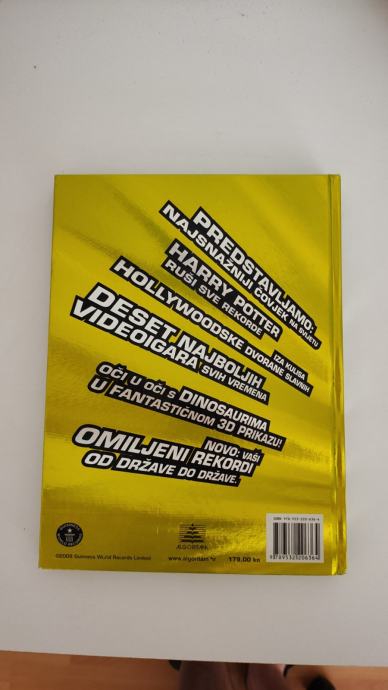 PREDSTAVLJAMO:
NAJSNAŽNIJI ČOVJEK NA SVIJETU
HARRY POTTER
RUŠI SVE REKORDE
IZA KULISA
HOLLYWOODSKE DVORANE SLAVNIH
DESET NAJBOLJIH
VIDEOIGARA SVIH VREMENA
OČI U OČI S DINOSAURIMA
U FANTASTIČNOM 3D PRIKAZU!
NOVO: VAŠI
OMILJENI REKORDI
OD DRŽAVE DO DRŽAVE.
ALGORITAM
©2008 Guinness World Records Limited
www.algoritam.hr
179,00 kn
9789532206364